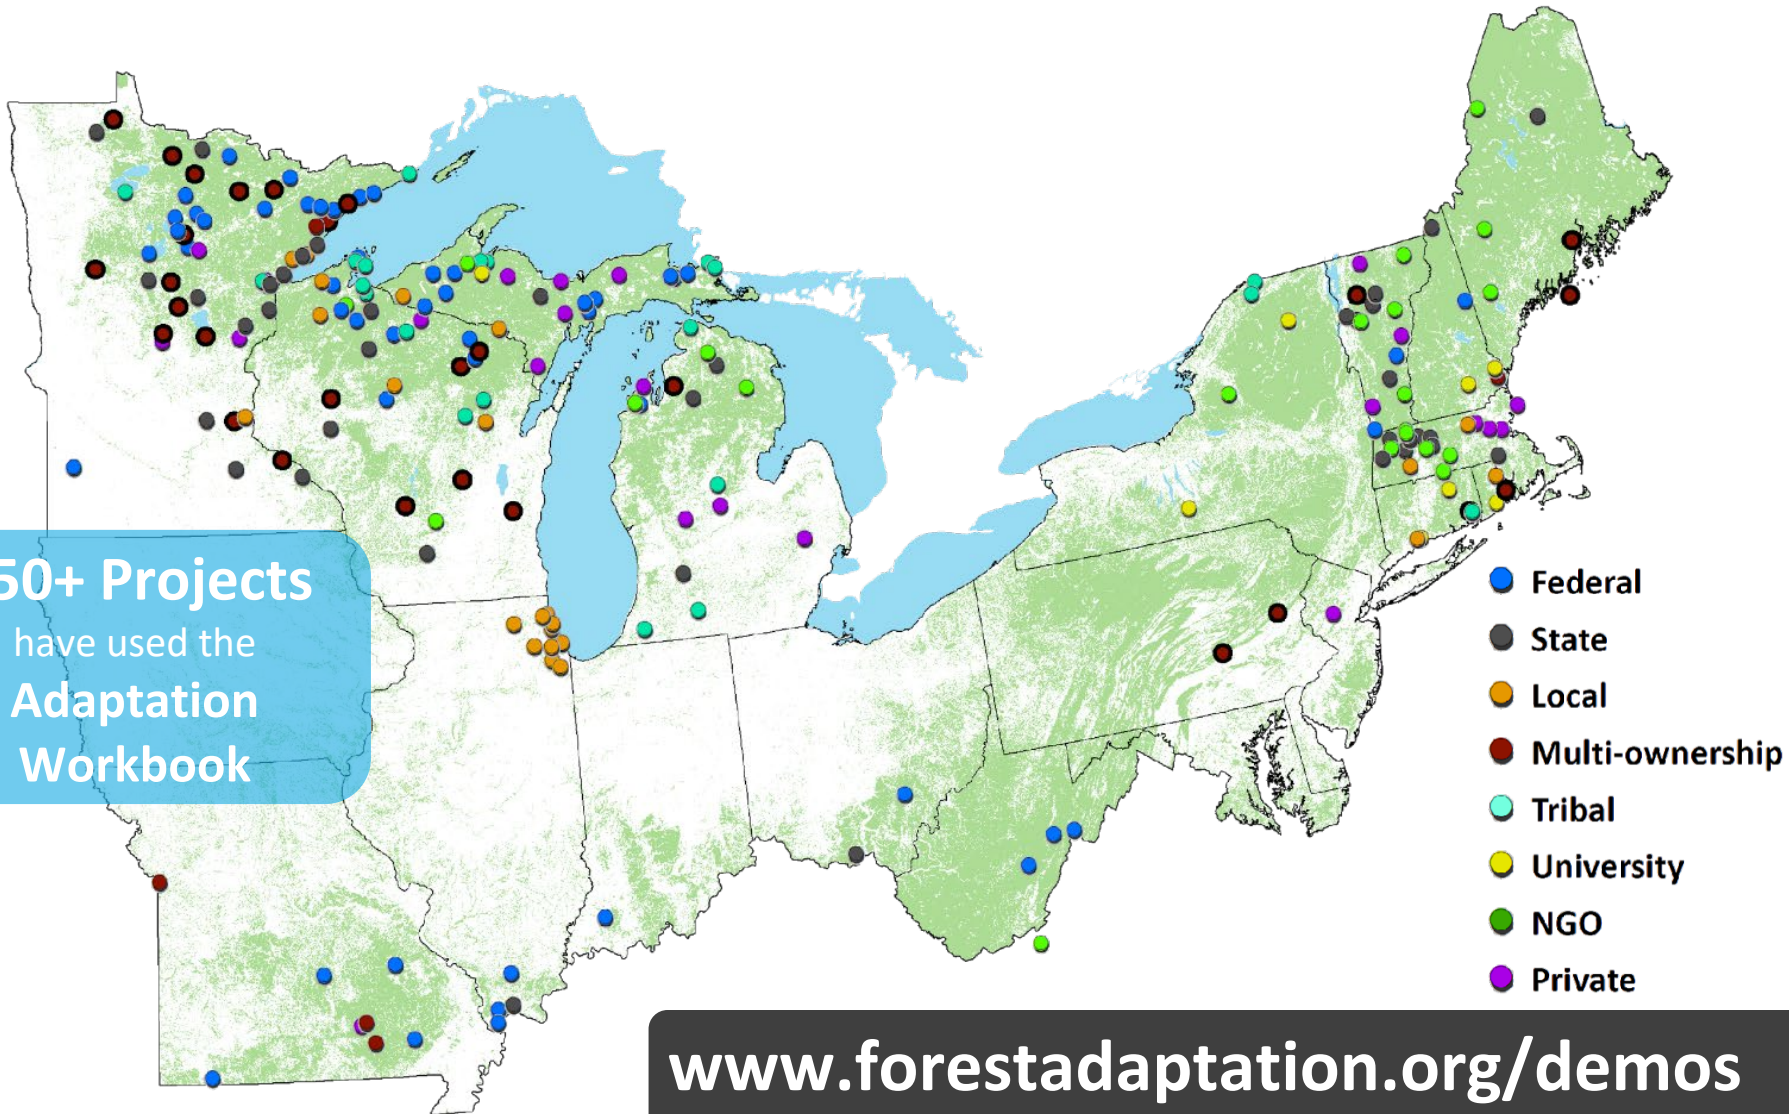 50+ Projects
have used the
Adaptation
Workbook
Federal
State
Local
Multi-ownership
Tribal
University
NGO
Private
www.forestadaptation.org/demos